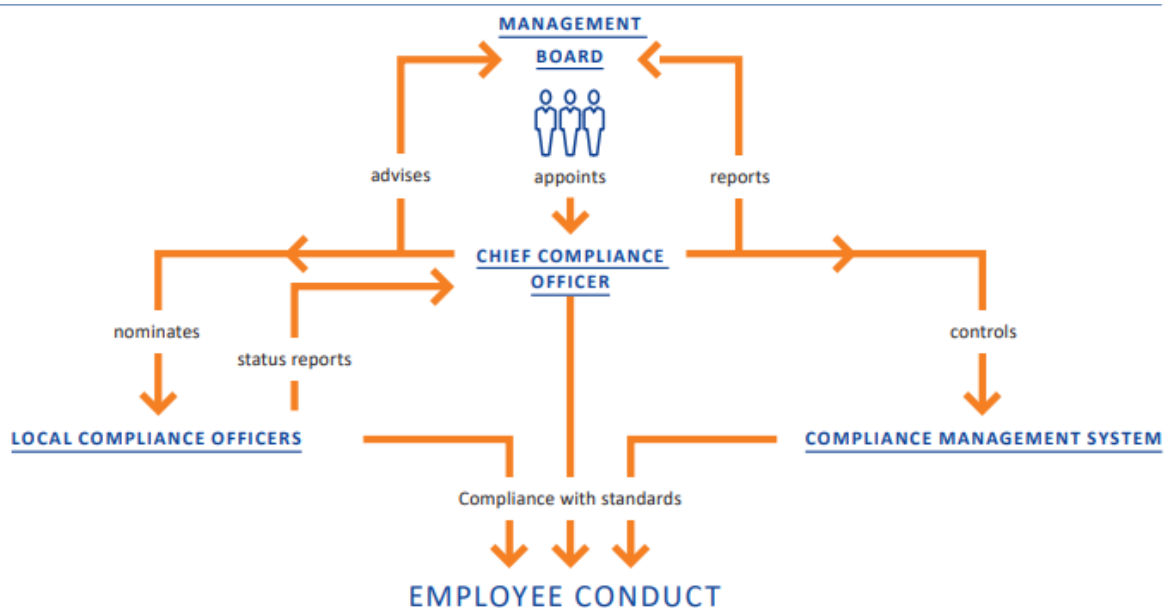 MANAGEMENT
BOARD
advises
appoints
reports
CHIEF COMPLIANCE
OFFICER
nominates
controls
status reports
LOCAL COMPLIANCE OFFICERS
COMPLIANCE MANAGEMENT SYSTEM
Compliance with standards
EMPLOYEE CONDUCT